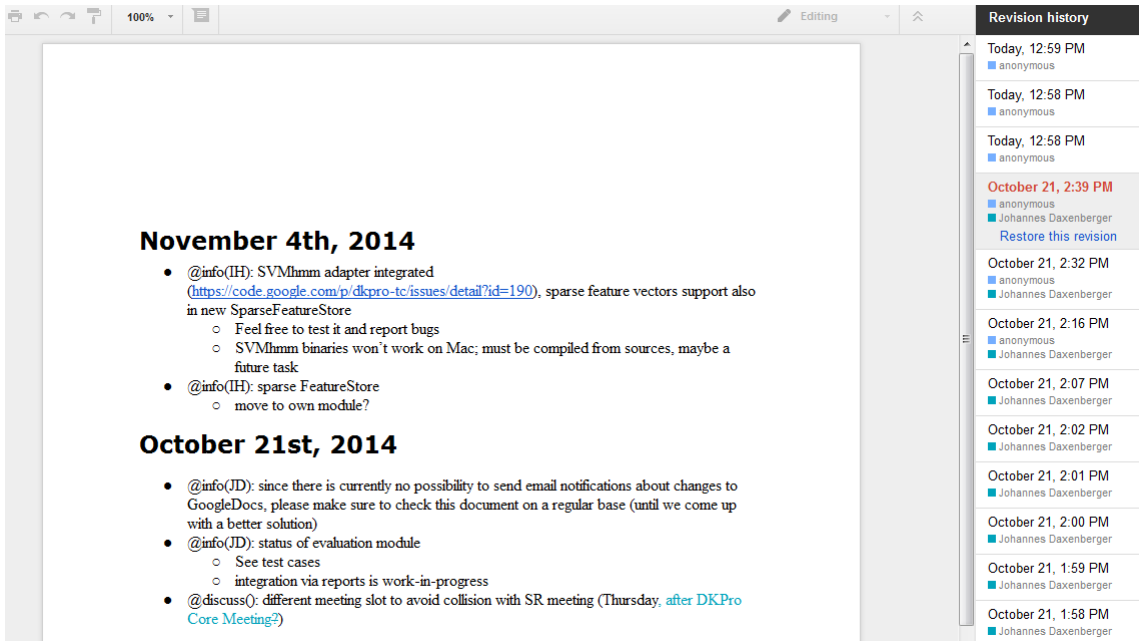 100%
Editing
Revision history
November 4th, 2014
● @info(IH): SVMhmm adapter integrated
(https://code.google.com/p/dkpro-tc/issues/detail?id=190), sparse feature vectors support also
in new SparseFeatureStore
○ Feel free to test it and report bugs
○ SVMhmm binaries won't work on Mac; must be compiled from sources, maybe a
future task
● @info(IH): sparse FeatureStore
○ move to own module?
October 21st, 2014
● @info(JD): since there is currently no possibility to send email notifications about changes to
GoogleDocs, please make sure to check this document on a regular base (until we come up
with a better solution)
● @info(JD): status of evaluation module
○ See test cases
○ integration via reports is work-in-progress
● @discuss(): different meeting slot to avoid collision with SR meeting (Thursday, after DKPro
Core Meeting?)
Today, 12:59 PM
anonymous
Today, 12:58 PM
anonymous
Today, 12:58 PM
anonymous
October 21, 2:39 PM
anonymous
Johannes Daxenberger
Restore this revision
October 21, 2:32 PM
anonymous
Johannes Daxenberger
October 21, 2:16 PM
anonymous
Johannes Daxenberger
October 21, 2:07 PM
Johannes Daxenberger
October 21, 2:02 PM
Johannes Daxenberger
October 21, 2:01 PM
Johannes Daxenberger
October 21, 2:00 PM
Johannes Daxenberger
October 21, 1:59 PM
Johannes Daxenberger
October 21, 1:58 PM
Johannes Daxenberger